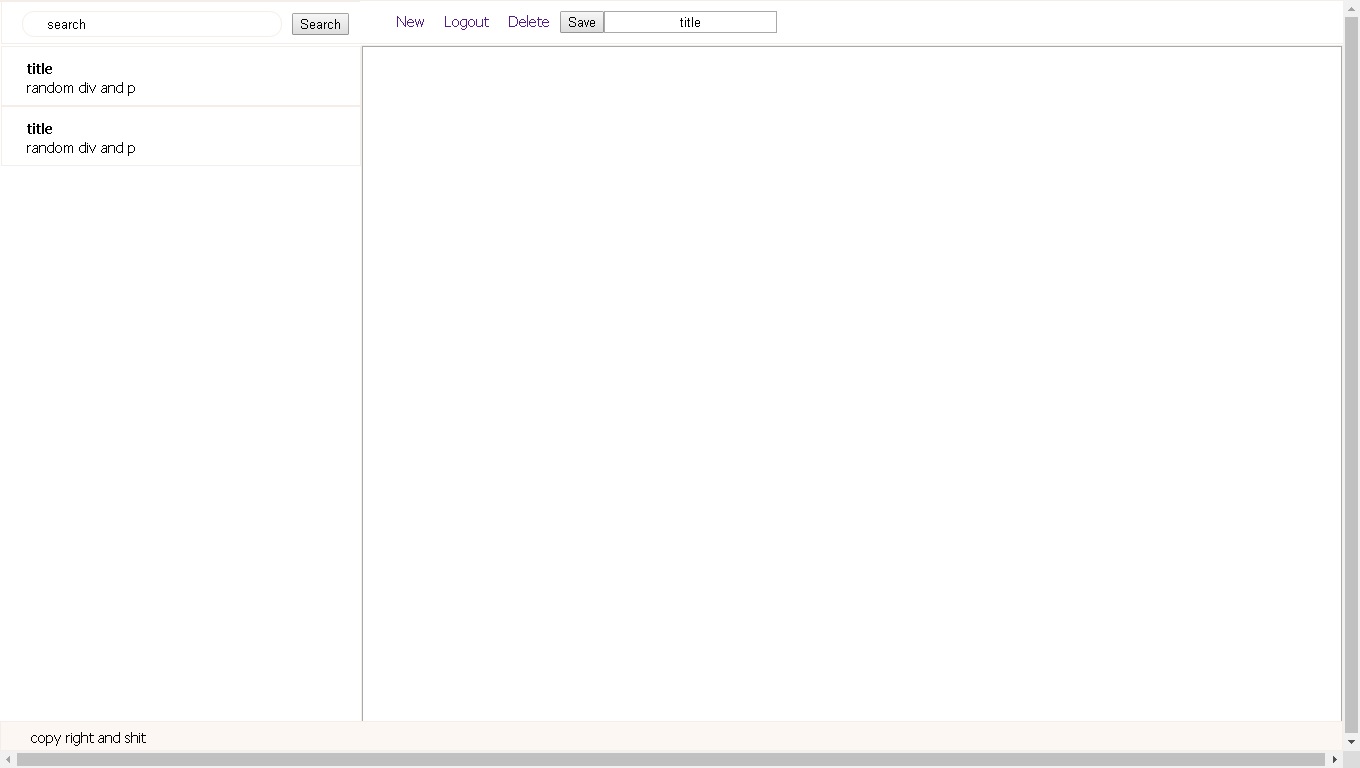 search Search New Logout Delete Save title
title
random div and p
title
random div and p
copy right and shit